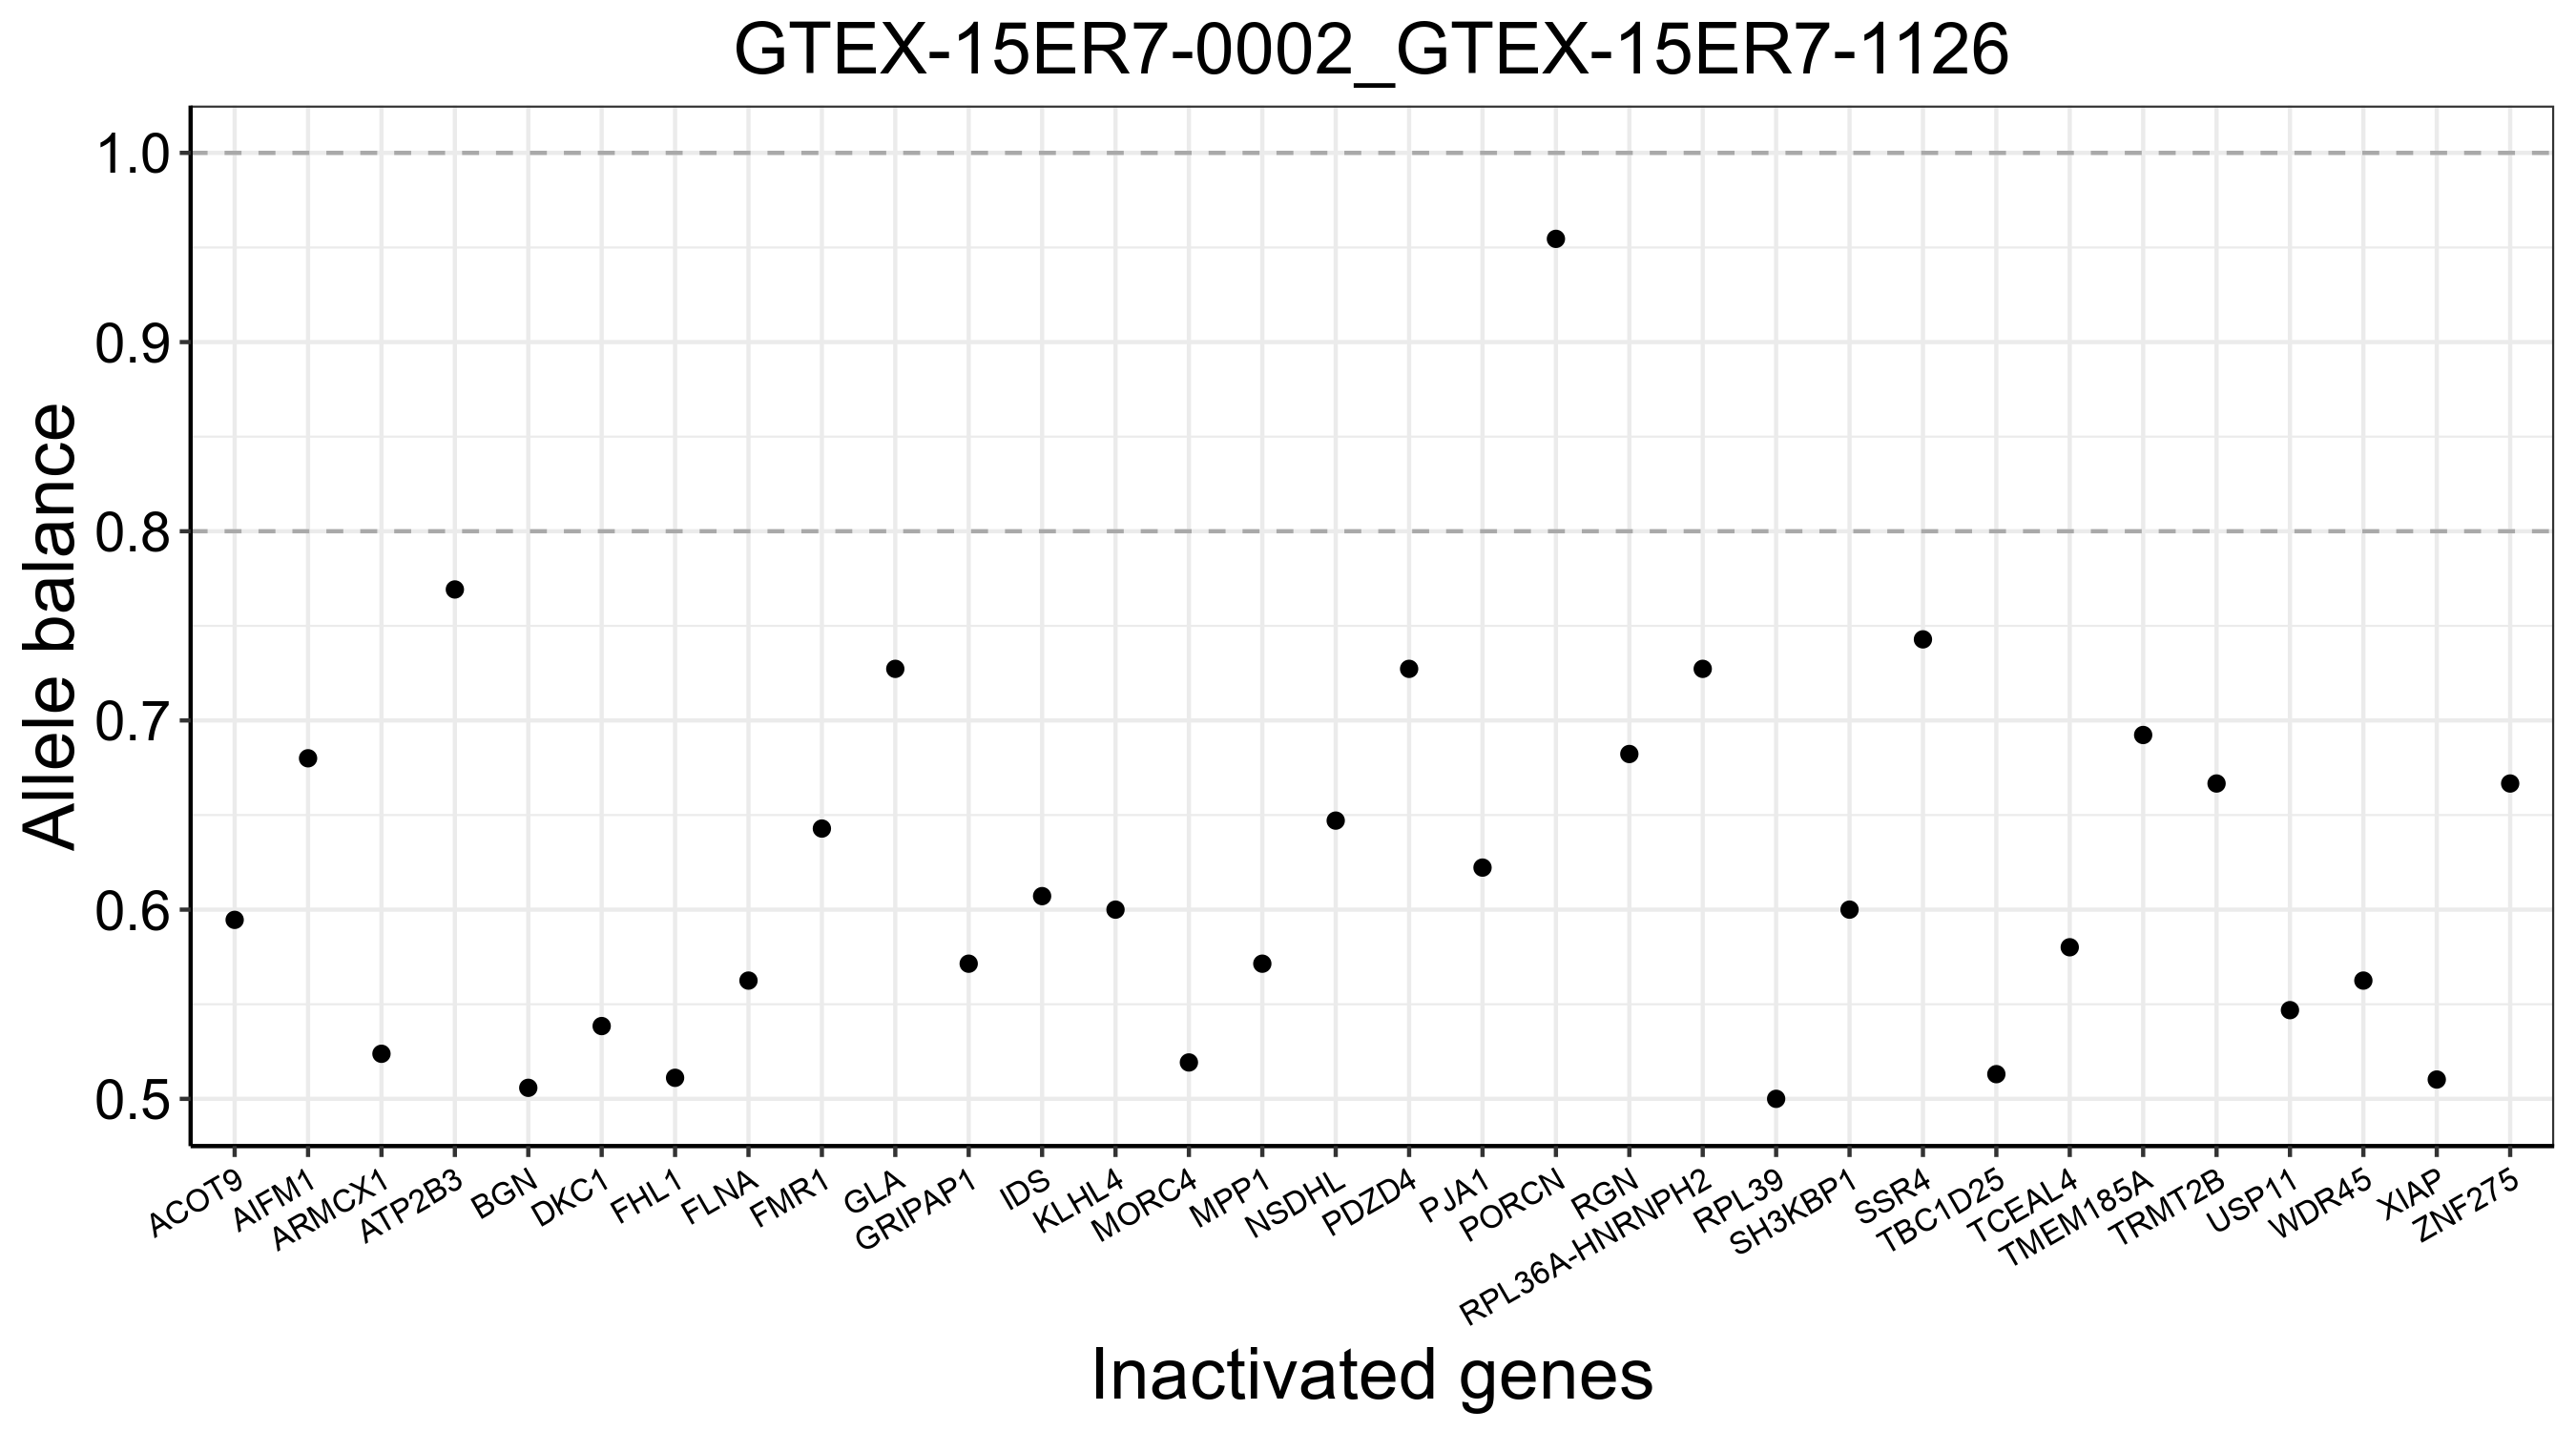 GTEX-15ER7-0002_GTEX-15ER7-1126
Allele balance
1.0
0.9
0.8
0.7
0.6
0.5
ACOT9
AIFM1
ARMCX1
ATP2B3
BGN
DKC1
FHL1
FLNA
FMR1
GLA
GRIPAP1
IDS
KLHL4
MORC4
MPP1
NSDHL
PDZD4
PJA1
PORCN
RGN
RPL36A-HNRNPH2
RPL39
SH3KBP1
SSR4
TBC1D25
TCEAL4
TMEM185A
TRMT2B
USP11
WDR45
XIAP
ZNF275
Inactivated genes